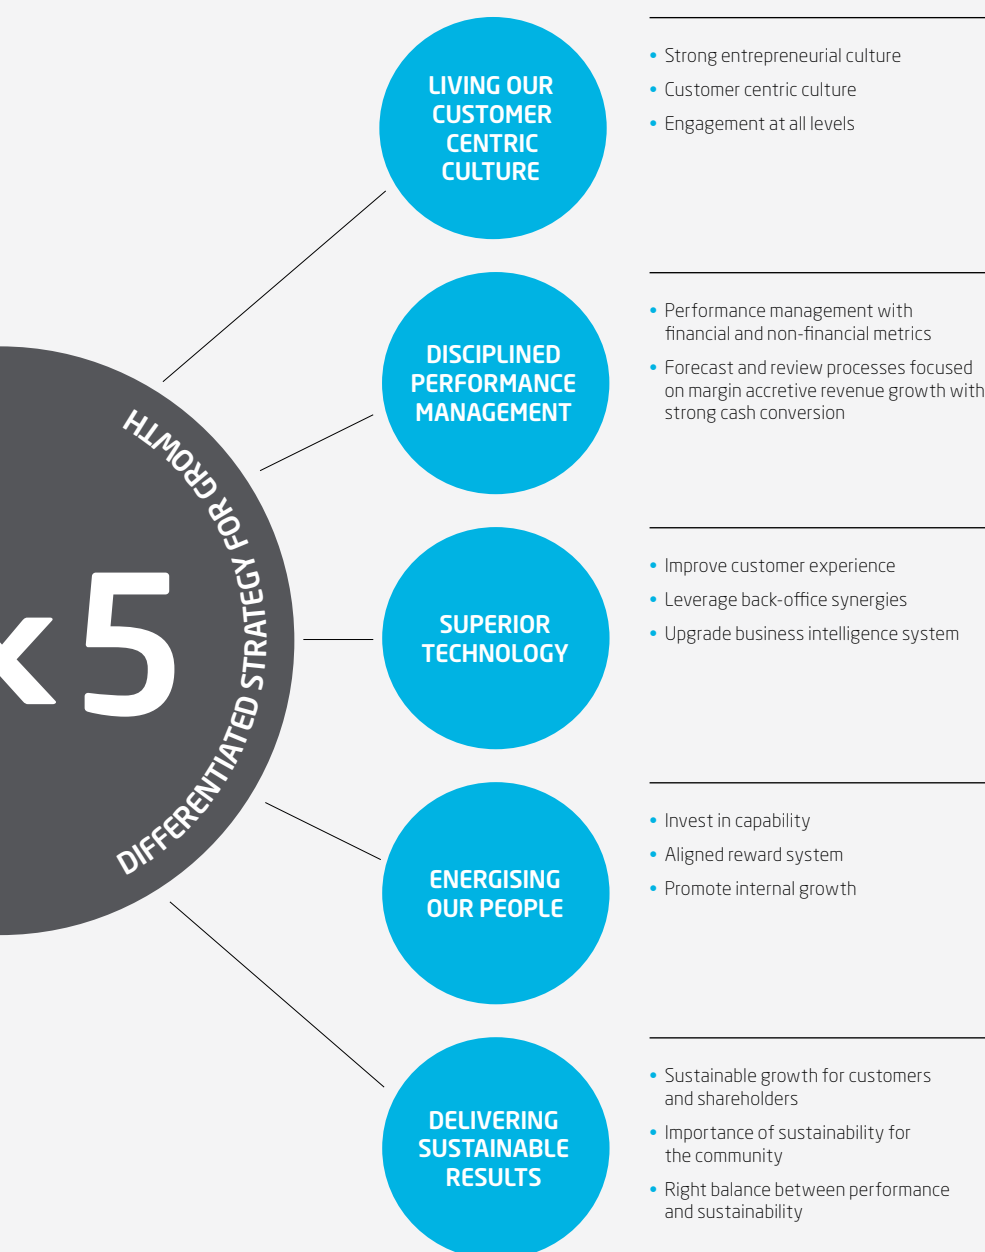 LIVING OUR
CUSTOMER
CENTRIC
CULTURE
• Strong entrepreneurial culture
• Customer centric culture
• Engagement at all levels
DISCIPLINED
PERFORMANCE
MANAGEMENT
• Performance management with
financial and non-financial metrics
• Forecast and review processes focused
on margin accretive revenue growth with
strong cash conversion
x5
DIFFERENTIATED STRATEGY FOR GROWTH
SUPERIOR
TECHNOLOGY
• Improve customer experience
• Leverage back-office synergies
• Upgrade business intelligence system
ENERGISING
OUR PEOPLE
• Invest in capability
• Aligned reward system
• Promote internal growth
DELIVERING
SUSTAINABLE
RESULTS
• Sustainable growth for customers
and shareholders
• Importance of sustainability for
the community
• Right balance between performance
and sustainability